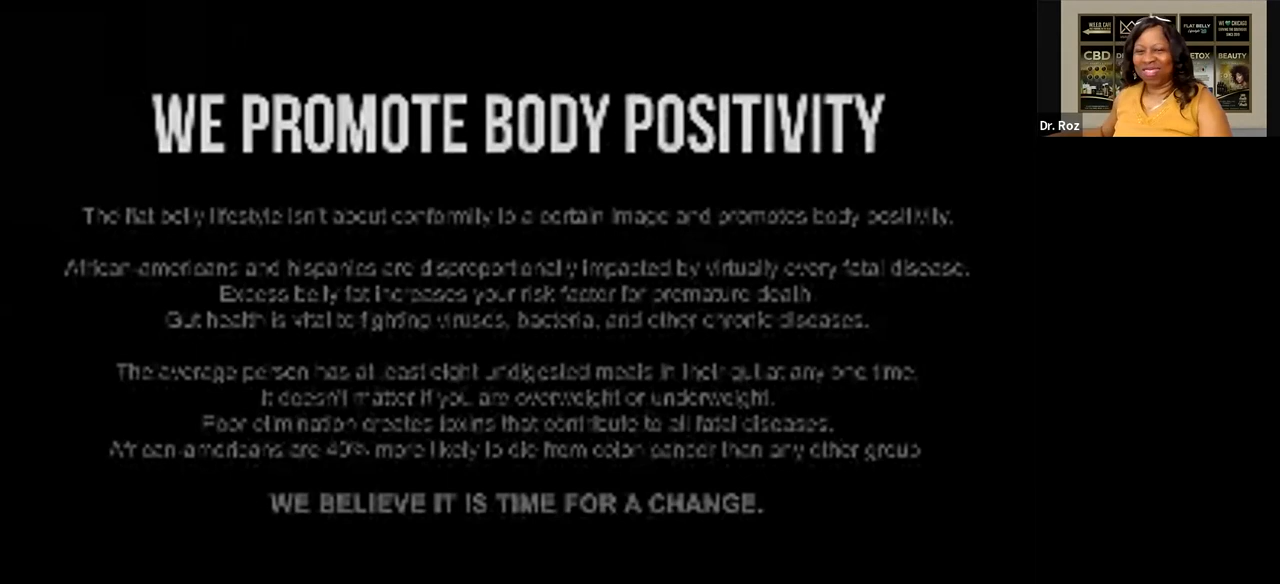 WE PROMOTE BODY POSITIVITY
The flat belly lifestyle isn't about conformity to a certain image and promotes body positivity.
African-americans and hispanics are disproportionally impacted by virtually every fatal disease.
Excess belly fat increases your risk factor for premature death.
Gut health is vital to fighting viruses, bacteria, and other chronic diseases.
The average person has at least eight undigested meals in their gut at any one time.
It doesn't matter if you are overweight or underweight.
Poor elimination creates toxins that contribute to all fatal diseases.
African-americans are 40% more likely to die from colon cancer than any other group
WE BELIEVE IT IS TIME FOR A CHANGE.
W.E.E.D. CAFE
FLAT BELLY
WE CHICAGO
CBD
ETOX
BEAUTY
Dr. Roz